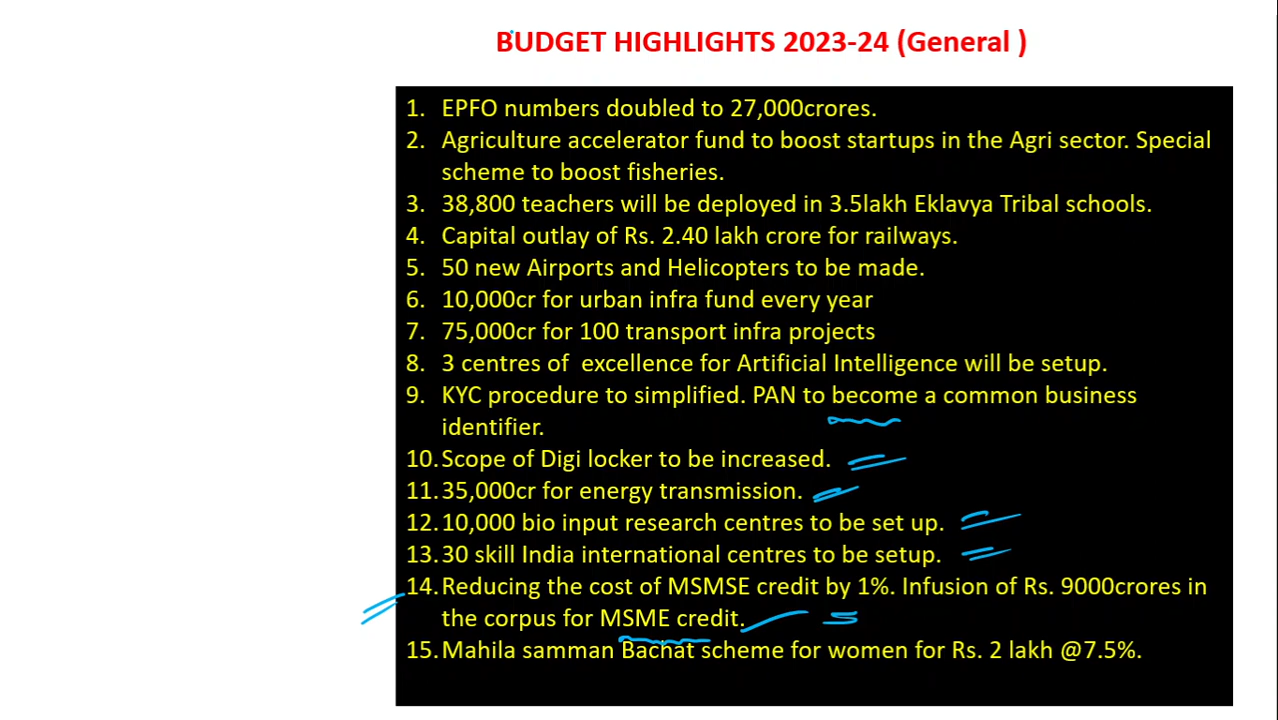 BUDGET HIGHLIGHTS 2023-24 (General )
1. EPFO numbers doubled to 27,000crores.
2. Agriculture accelerator fund to boost startups in the Agri sector. Special
scheme to boost fisheries.
3. 38,800 teachers will be deployed in 3.5lakh Eklavya Tribal schools.
4. Capital outlay of Rs. 2.40 lakh crore for railways.
5. 50 new Airports and Helicopters to be made.
6. 10,000cr for urban infra fund every year
7. 75,000cr for 100 transport infra projects
8. 3 centres of excellence for Artificial Intelligence will be setup.
9. KYC procedure to simplified. PAN to become a common business
identifier.
10. Scope of Digi locker to be increased.
11. 35,000cr for energy transmission.
12. 10,000 bio input research centres to be set up.
13. 30 skill India international centres to be setup.
14. Reducing the cost of MSMSE credit by 1%. Infusion of Rs. 9000crores in
the corpus for MSME credit.
15. Mahila samman Bachat scheme for women for Rs. 2 lakh @7.5%.